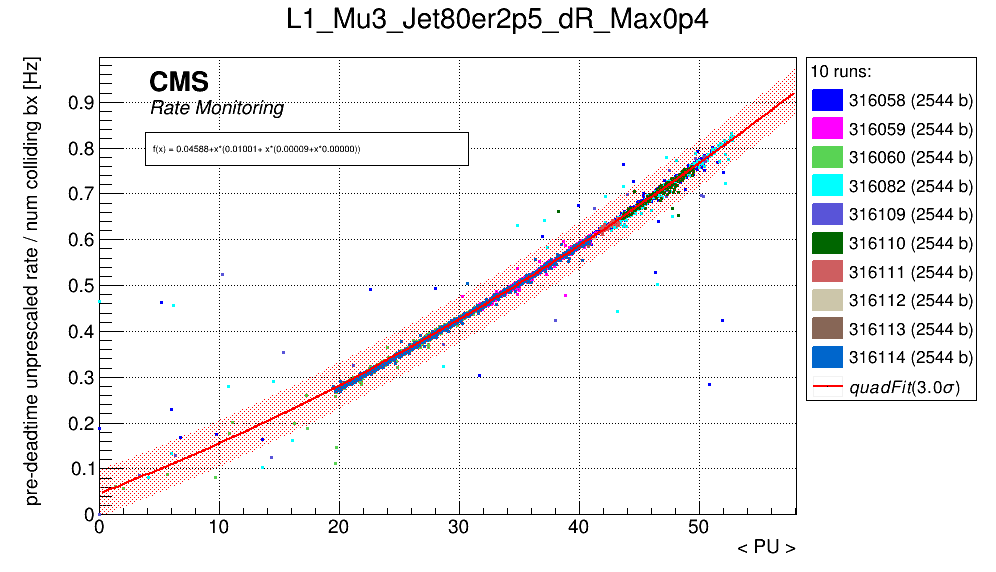 L1_Mu3_Jet80er2p5_dR_Max0p4
pre-deadtime unprescaled rate / num colliding bx [Hz]
CMS
Rate Monitoring
f(x) = 0.04588+x*(0.01001+ x*(0.00009+x*0.00000))
0.9
0.8
0.7
0.6
0.5
0.4
0.3
0.2
0.1
0
0 10 20 30 40 50
< PU >
10 runs:
316058 (2544 b)
316059 (2544 b)
316060 (2544 b)
316082 (2544 b)
316109 (2544 b)
316110 (2544 b)
316111 (2544 b)
316112 (2544 b)
316113 (2544 b)
316114 (2544 b)
quadFit(3.0σ)